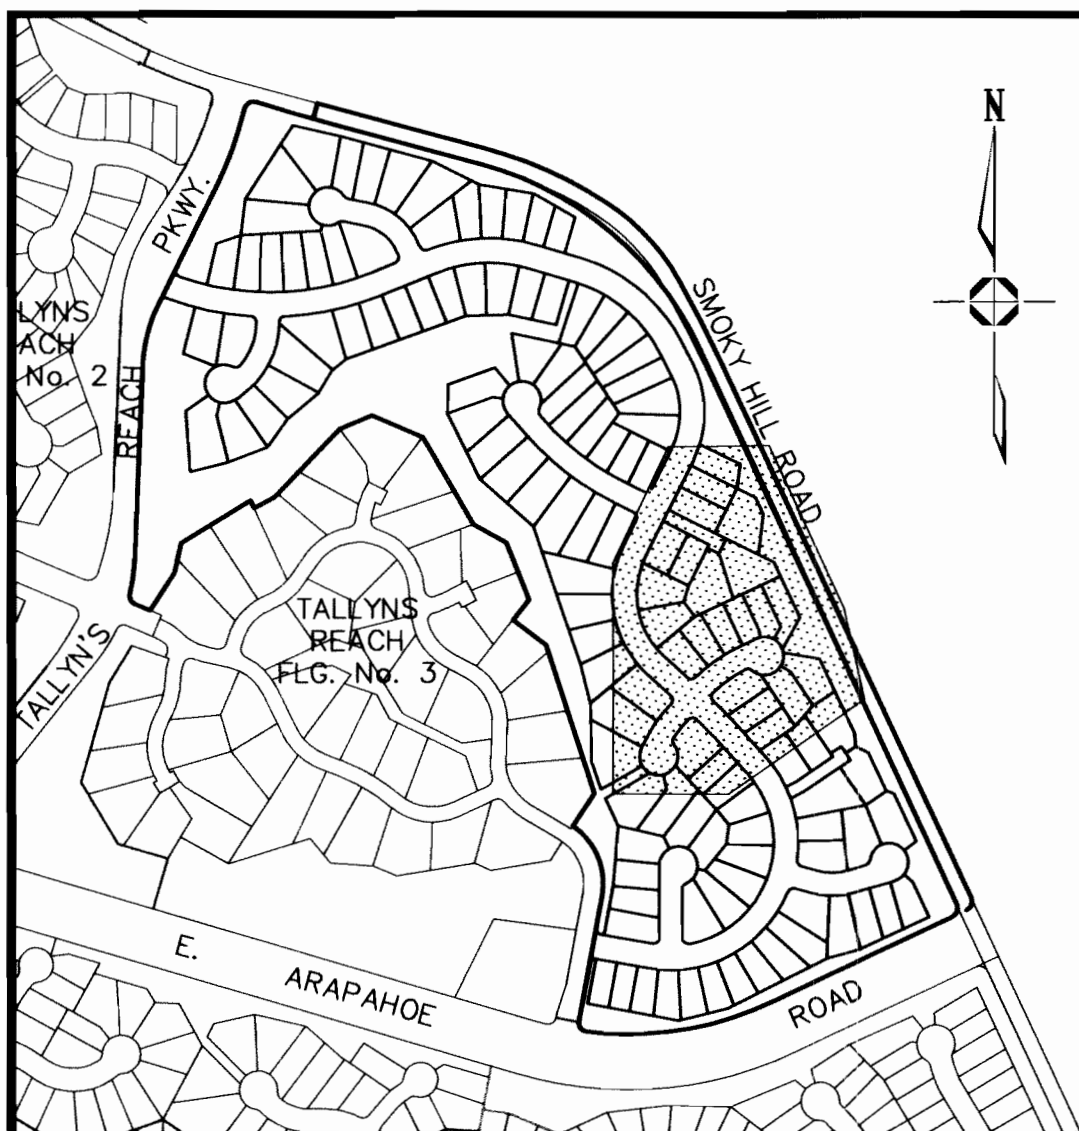 N
PKWY.
SMOKY HILL ROAD
LYNS
ACH
No. 2
REACH
TALLYNS
REACH
FLG. No. 3
TALLYN'S
E.
ARAPAHOE
ROAD